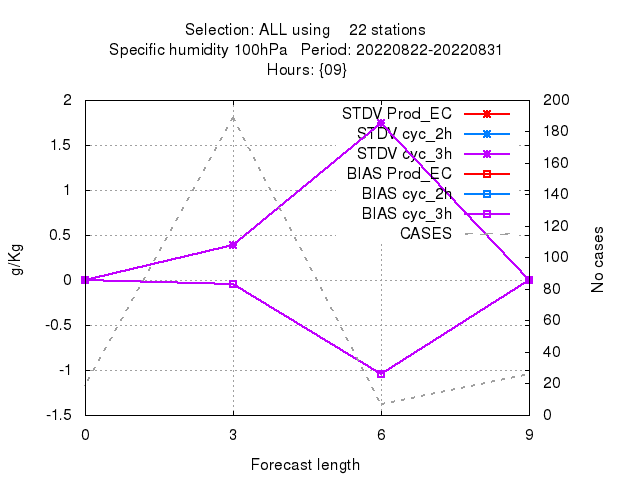 Selection: ALL using    22 stations
Specific humidity 100hPa   Period: 20220822-20220831
Hours: {09}
2
1.5
1
0.5
0
-0.5
-1
-1.5
g/Kg
STDV Prod_EC
STDV cyc_2h
STDV cyc_3h
BIAS Prod_EC
BIAS cyc_2h
BIAS cyc_3h
CASES
200
180
160
140
120
100
80
60
40
20
0
No cases
0 3 6 9
Forecast length